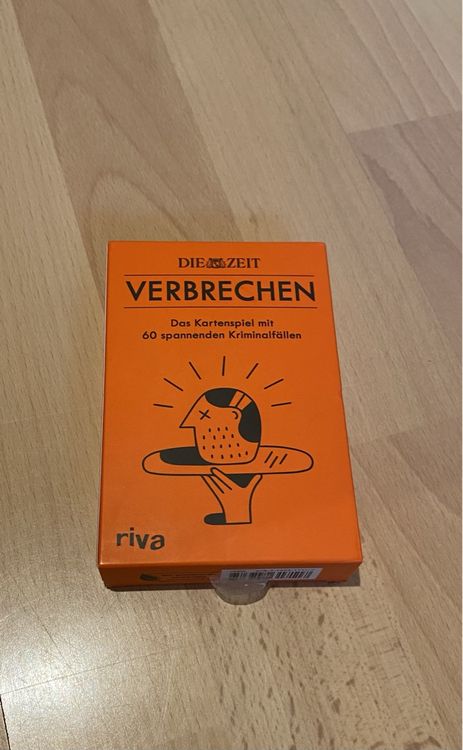 DIE ZEIT
VERBRECHEN
Das Kartenspiel mit
60 spannenden Kriminalfällen
riva